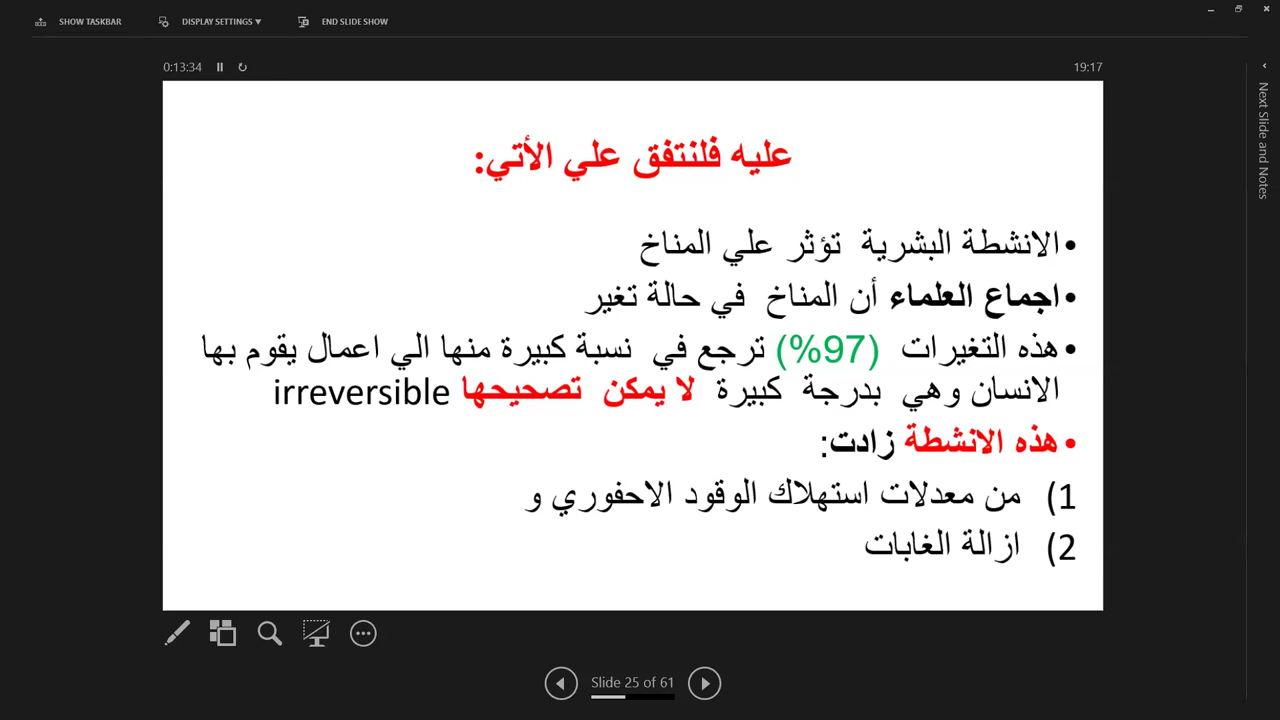 SHOW TASKBAR
DISPLAY SETTINGS ▼
END SLIDE SHOW
0:13:34
19:17
Next Slide and Notes
عليه فلنتفق علي الأتي:
•الانشطة البشرية تؤثر علي المناخ
•اجماع العلماء أن المناخ في حالة تغير
•هذه التغيرات (97%) ترجع في نسبة كبيرة منها الي اعمال يقوم بها
الانسان وهي بدرجة كبيرة لا يمكن تصحيحها irreversible
•هذه الانشطة زادت:
1) من معدلات استهلاك الوقود الاحفوري و
2) ازالة الغابات
Slide 25 of 61